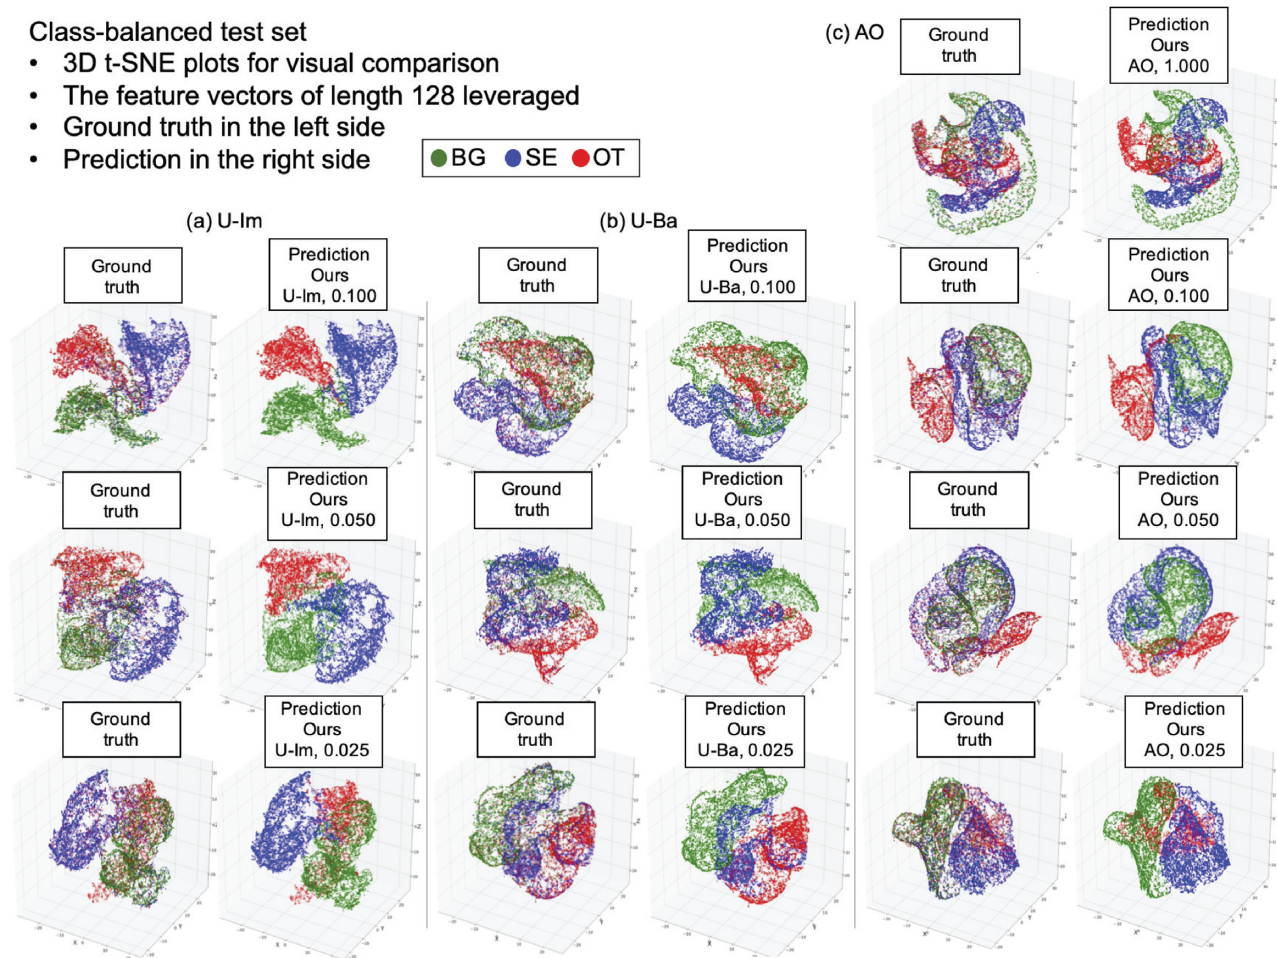 Class-balanced test set
• 3D t-SNE plots for visual comparison
• The feature vectors of length 128 leveraged
• Ground truth in the left side
• Prediction in the right side
BG SE OT
(c) AO
Ground
truth
Prediction
Ours
AO, 1.000
(a) U-Im
(b) U-Ba
Ground
truth
Prediction
Ours
U-Im, 0.100
Ground
truth
Prediction
Ours
U-Ba, 0.100
Ground
truth
Prediction
Ours
AO, 0.100
Ground
truth
Prediction
Ours
U-Im, 0.050
Ground
truth
Prediction
Ours
U-Ba, 0.050
Ground
truth
Prediction
Ours
AO, 0.050
Ground
truth
Prediction
Ours
U-Im, 0.025
Ground
truth
Prediction
Ours
U-Ba, 0.025
Ground
truth
Prediction
Ours
AO, 0.025